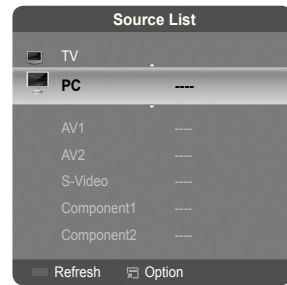 Source List
TV
PC ----
AV1 ----
AV2 ----
S-Video ----
Component1 ----
Component2 ----
Refresh Option